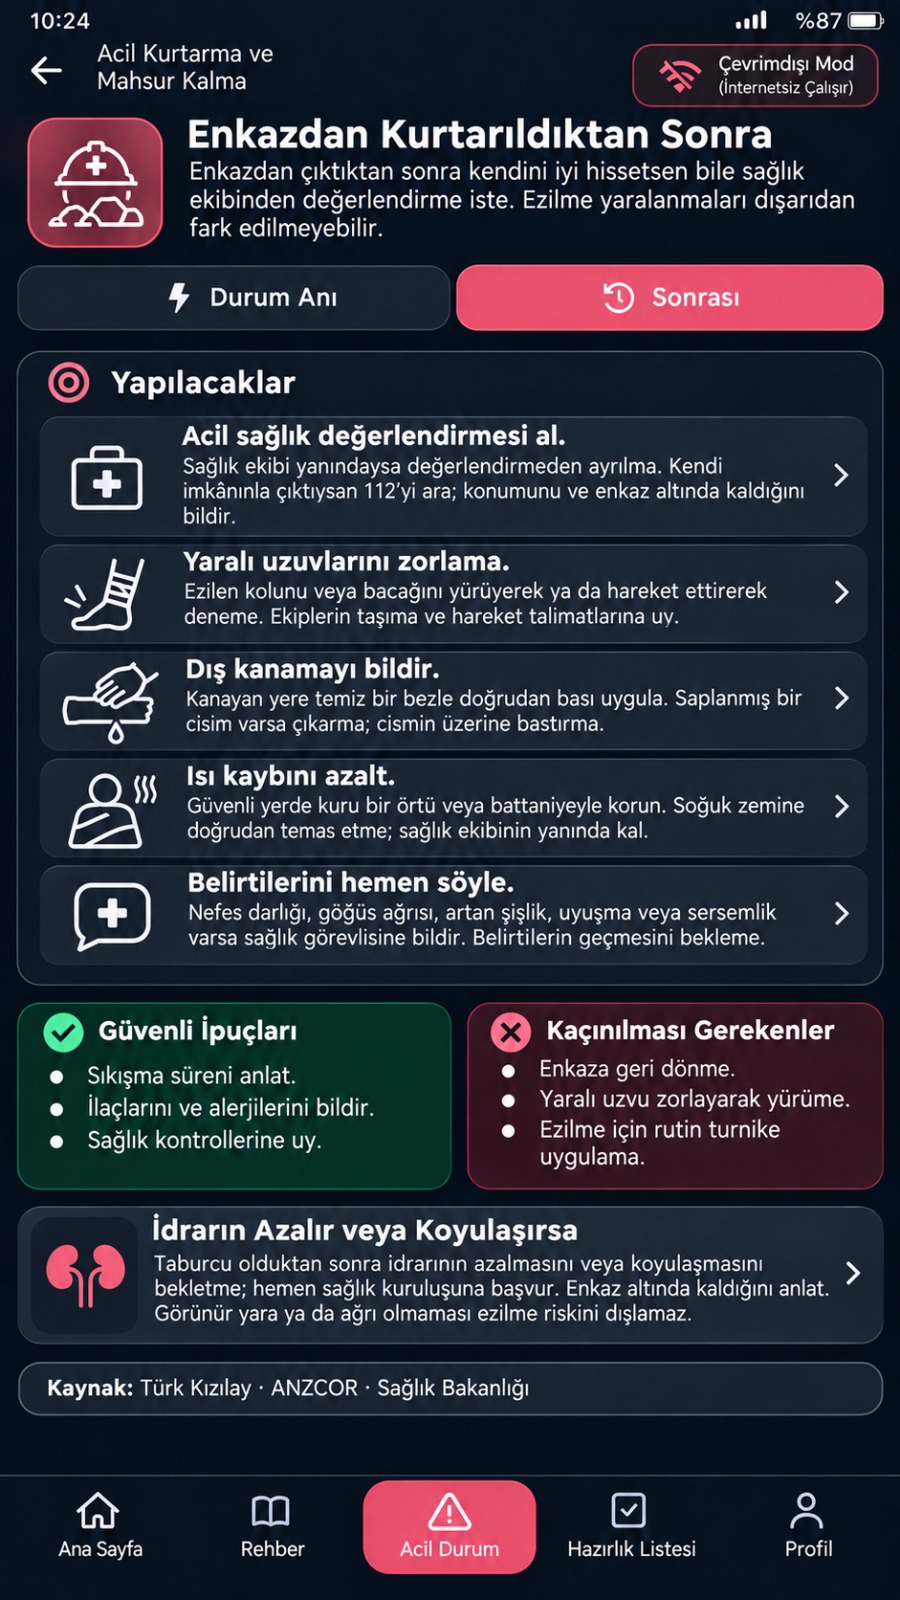 10:24
%87
Acil Kurtarma ve
Mahsur Kalma
Çevrimdışı Mod
(İnternetsiz Çalışır)
Enkazdan Kurtarıldıktan Sonra
Enkazdan çıktıktan sonra kendini iyi hissetsen bile sağlık
ekibinden değerlendirme iste. Ezilme yaralanmaları dışarıdan
fark edilmeyebilir.
Durum Anı
Sonrası
Yapılacaklar
Acil sağlık değerlendirmesi al.
Sağlık ekibi yanındaysa değerlendirmeden ayrılma. Kendi
imkânınla çıktıysan 112'yi ara; konumunu ve enkaz altında kaldığını
bildir.
Yaralı uzuvlarını zorlama.
Ezilen kolunu veya bacağını yürüyerek ya da hareket ettirerek
deneme. Ekiplerin taşıma ve hareket talimatlarına uy.
Dış kanamayı bildir.
Kanayan yere temiz bir bezle doğrudan bası uygula. Saplanmış bir
cisim varsa çıkarma; cismin üzerine bastırma.
Isı kaybını azalt.
Güvenli yerde kuru bir örtü veya battaniyeyle korun. Soğuk zemine
doğrudan temas etme; sağlık ekibinin yanında kal.
Belirtilerini hemen söyle.
Nefes darlığı, göğüs ağrısı, artan şişlik, uyuşma veya sersemlik
varsa sağlık görevlisine bildir. Belirtilerin geçmesini bekleme.
Güvenli İpuçları
● Sıkışma süreni anlat.
● İlaçlarını ve alerjilerini bildir.
● Sağlık kontrollerine uy.
Kaçınılması Gerekenler
● Enkaza geri dönme.
● Yaralı uzvu zorlayarak yürüme.
● Ezilme için rutin turnike
uygulama.
İdrarın Azalır veya Koyulaşırsa
Taburcu olduktan sonra idrarının azalmasını veya koyulaşmasını
bekletme; hemen sağlık kuruluşuna başvur. Enkaz altında kaldığını anlat.
Görünür yara ya da ağrı olmaması ezilme riskini dışlamaz.
Kaynak: Türk Kızılay · ANZCOR · Sağlık Bakanlığı
Ana Sayfa
Rehber
Acil Durum
Hazırlık Listesi
Profil